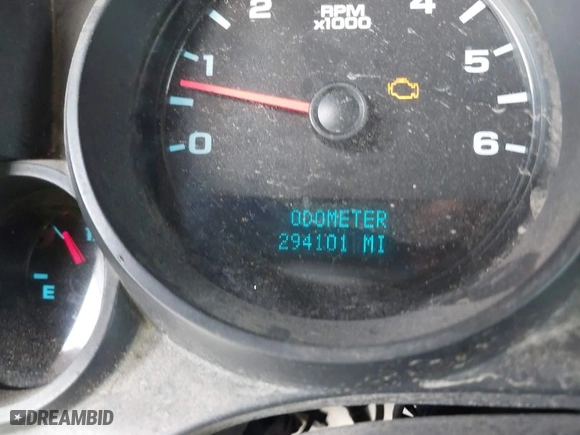 2
RPM
x1000
4
1
5
0
6
ODOMETER
294101 MI
E
DREAMBID